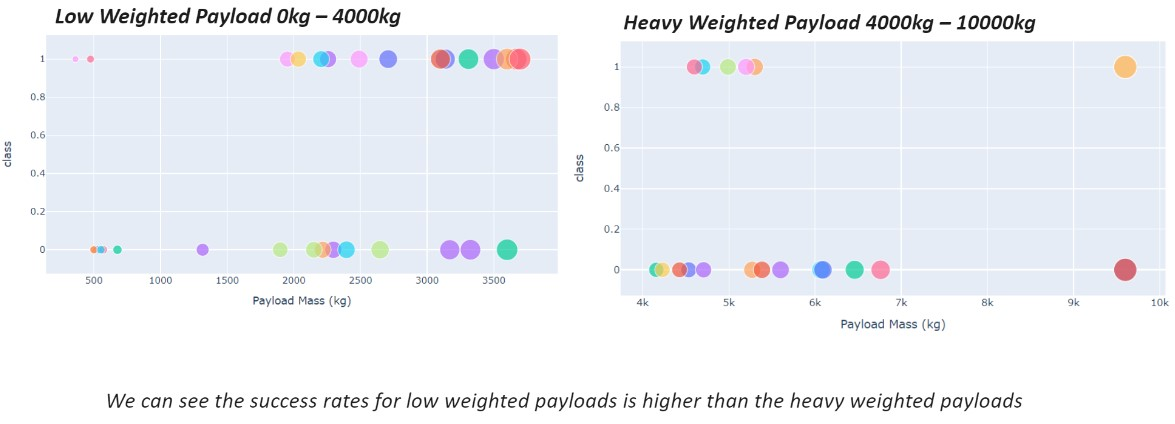 Low Weighted Payload 0kg – 4000kg
1
0.8
0.6
0.4
0.2
0
class
500
1000
1500
2000
2500
3000
3500
Payload Mass (kg)
Heavy Weighted Payload 4000kg – 10000kg
1
0.8
0.6
0.4
0.2
0
class
4k
5k
6k
7k
8k
9k
10k
Payload Mass (kg)
We can see the success rates for low weighted payloads is higher than the heavy weighted payloads